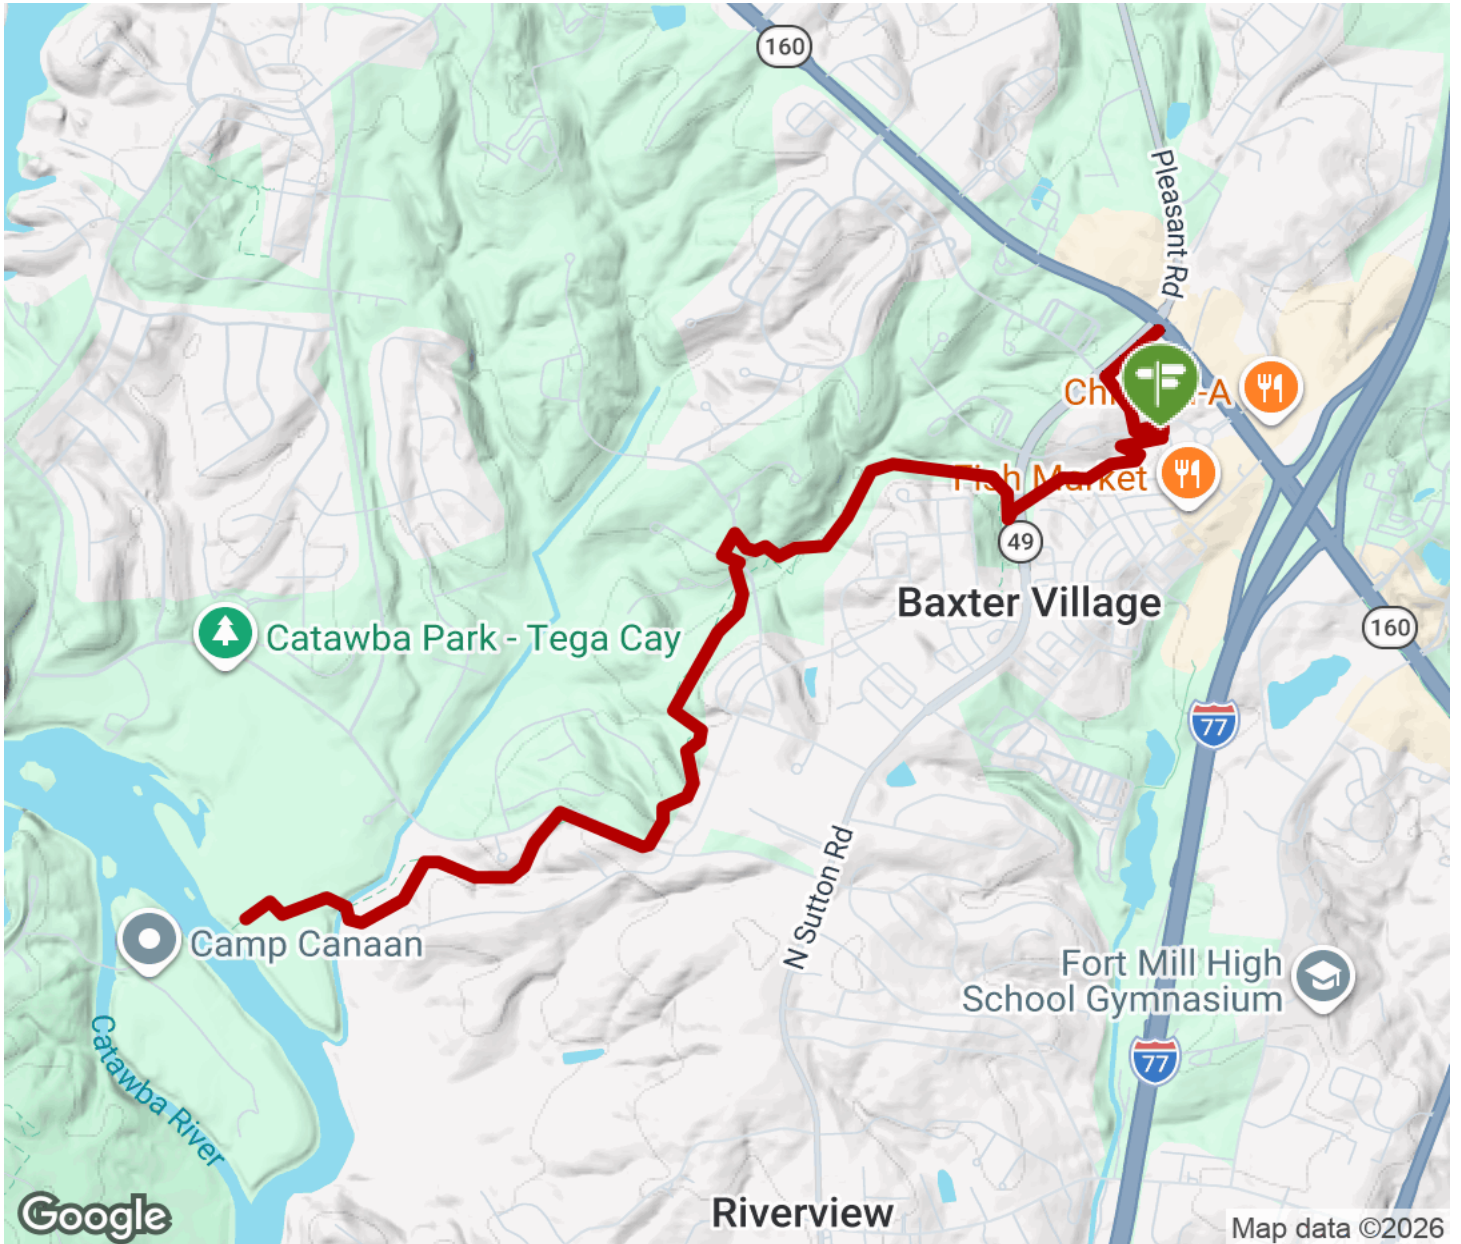 160
Pleasant Rd
Ch
-A
Fish Market
49
Baxter Village
160
Catawba Park - Tega Cay
77
N Sutton Rd
Camp Canaan
Fort Mill High
School Gymnasium
Catawba River
77
Riverview
Google
Map data ©2026